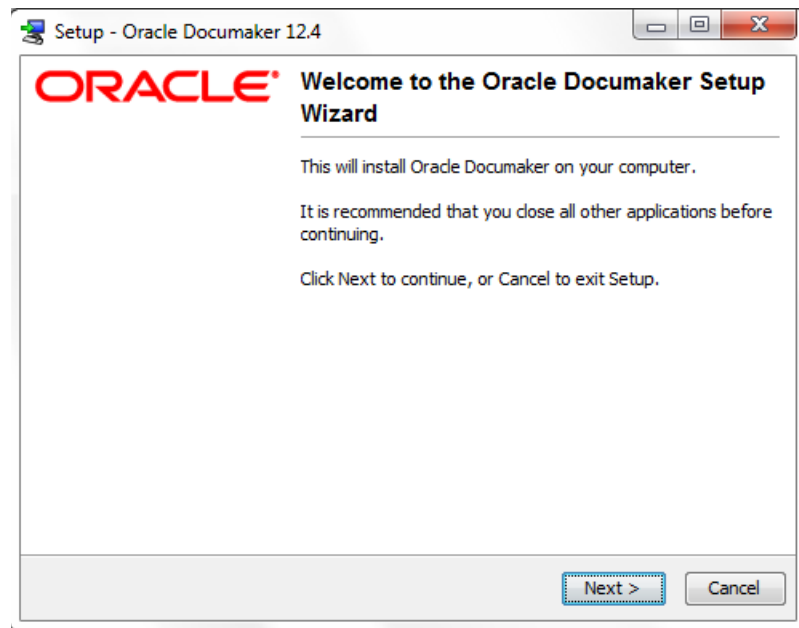 Setup - Oracle Documaker 12.4
ORACLE
Welcome to the Oracle Documaker Setup
Wizard
This will install Oracle Documaker on your computer.
It is recommended that you close all other applications before
continuing.
Click Next to continue, or Cancel to exit Setup.
Next >
Cancel